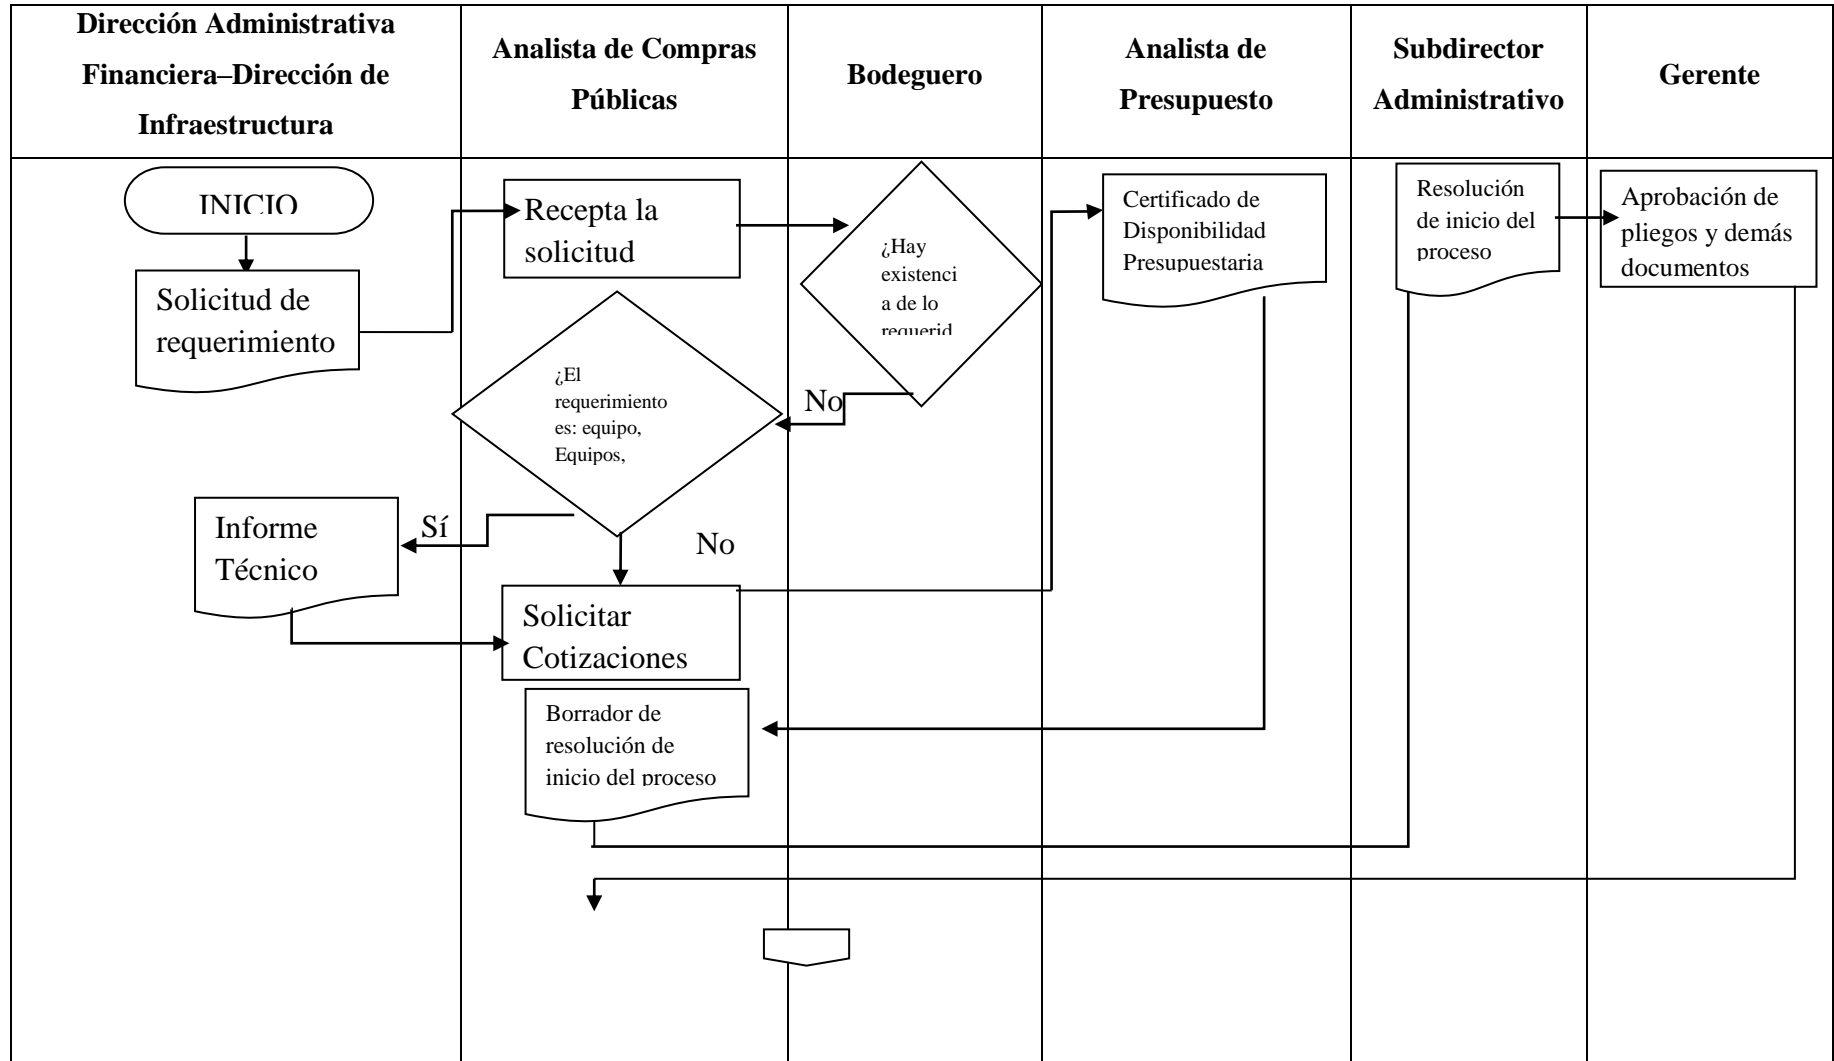 Dirección Administrativa
Financiera–Dirección de
Infraestructura
Analista de Compras
Públicas
Bodeguero
Analista de
Presupuesto
Subdirector
Administrativo
Gerente
INICIO
Solicitud de
requerimiento
Recepta la
solicitud
¿Hay
existenci
a de lo
requerid
No
¿El
requerimiento
es: equipo,
Equipos,
Sí
No
Informe
Técnico
Solicitar
Cotizaciones
Certificado de
Disponibilidad
Presupuestaria
Borrador de
resolución de
inicio del proceso
Resolución
de inicio del
proceso
Aprobación de
pliegos y demás
documentos